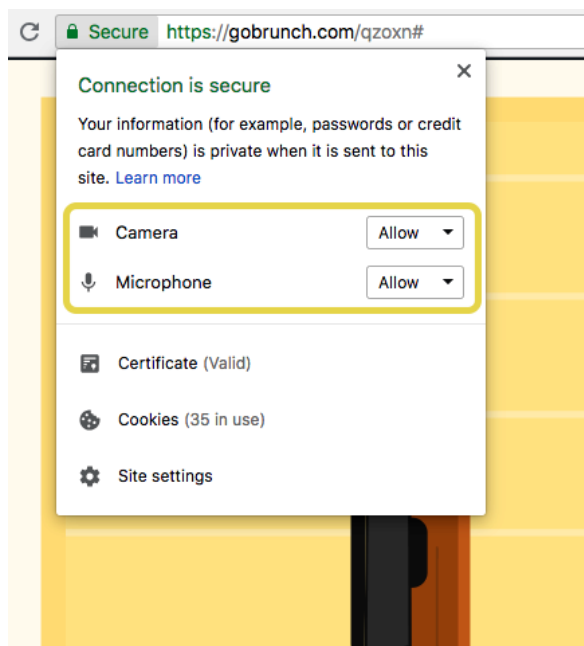 Secure https://gobrunch.com/qzoxn#
Connection is secure
Your information (for example, passwords or credit
card numbers) is private when it is sent to this
site. Learn more
Camera Allow
Microphone Allow
Certificate (Valid)
Cookies (35 in use)
Site settings